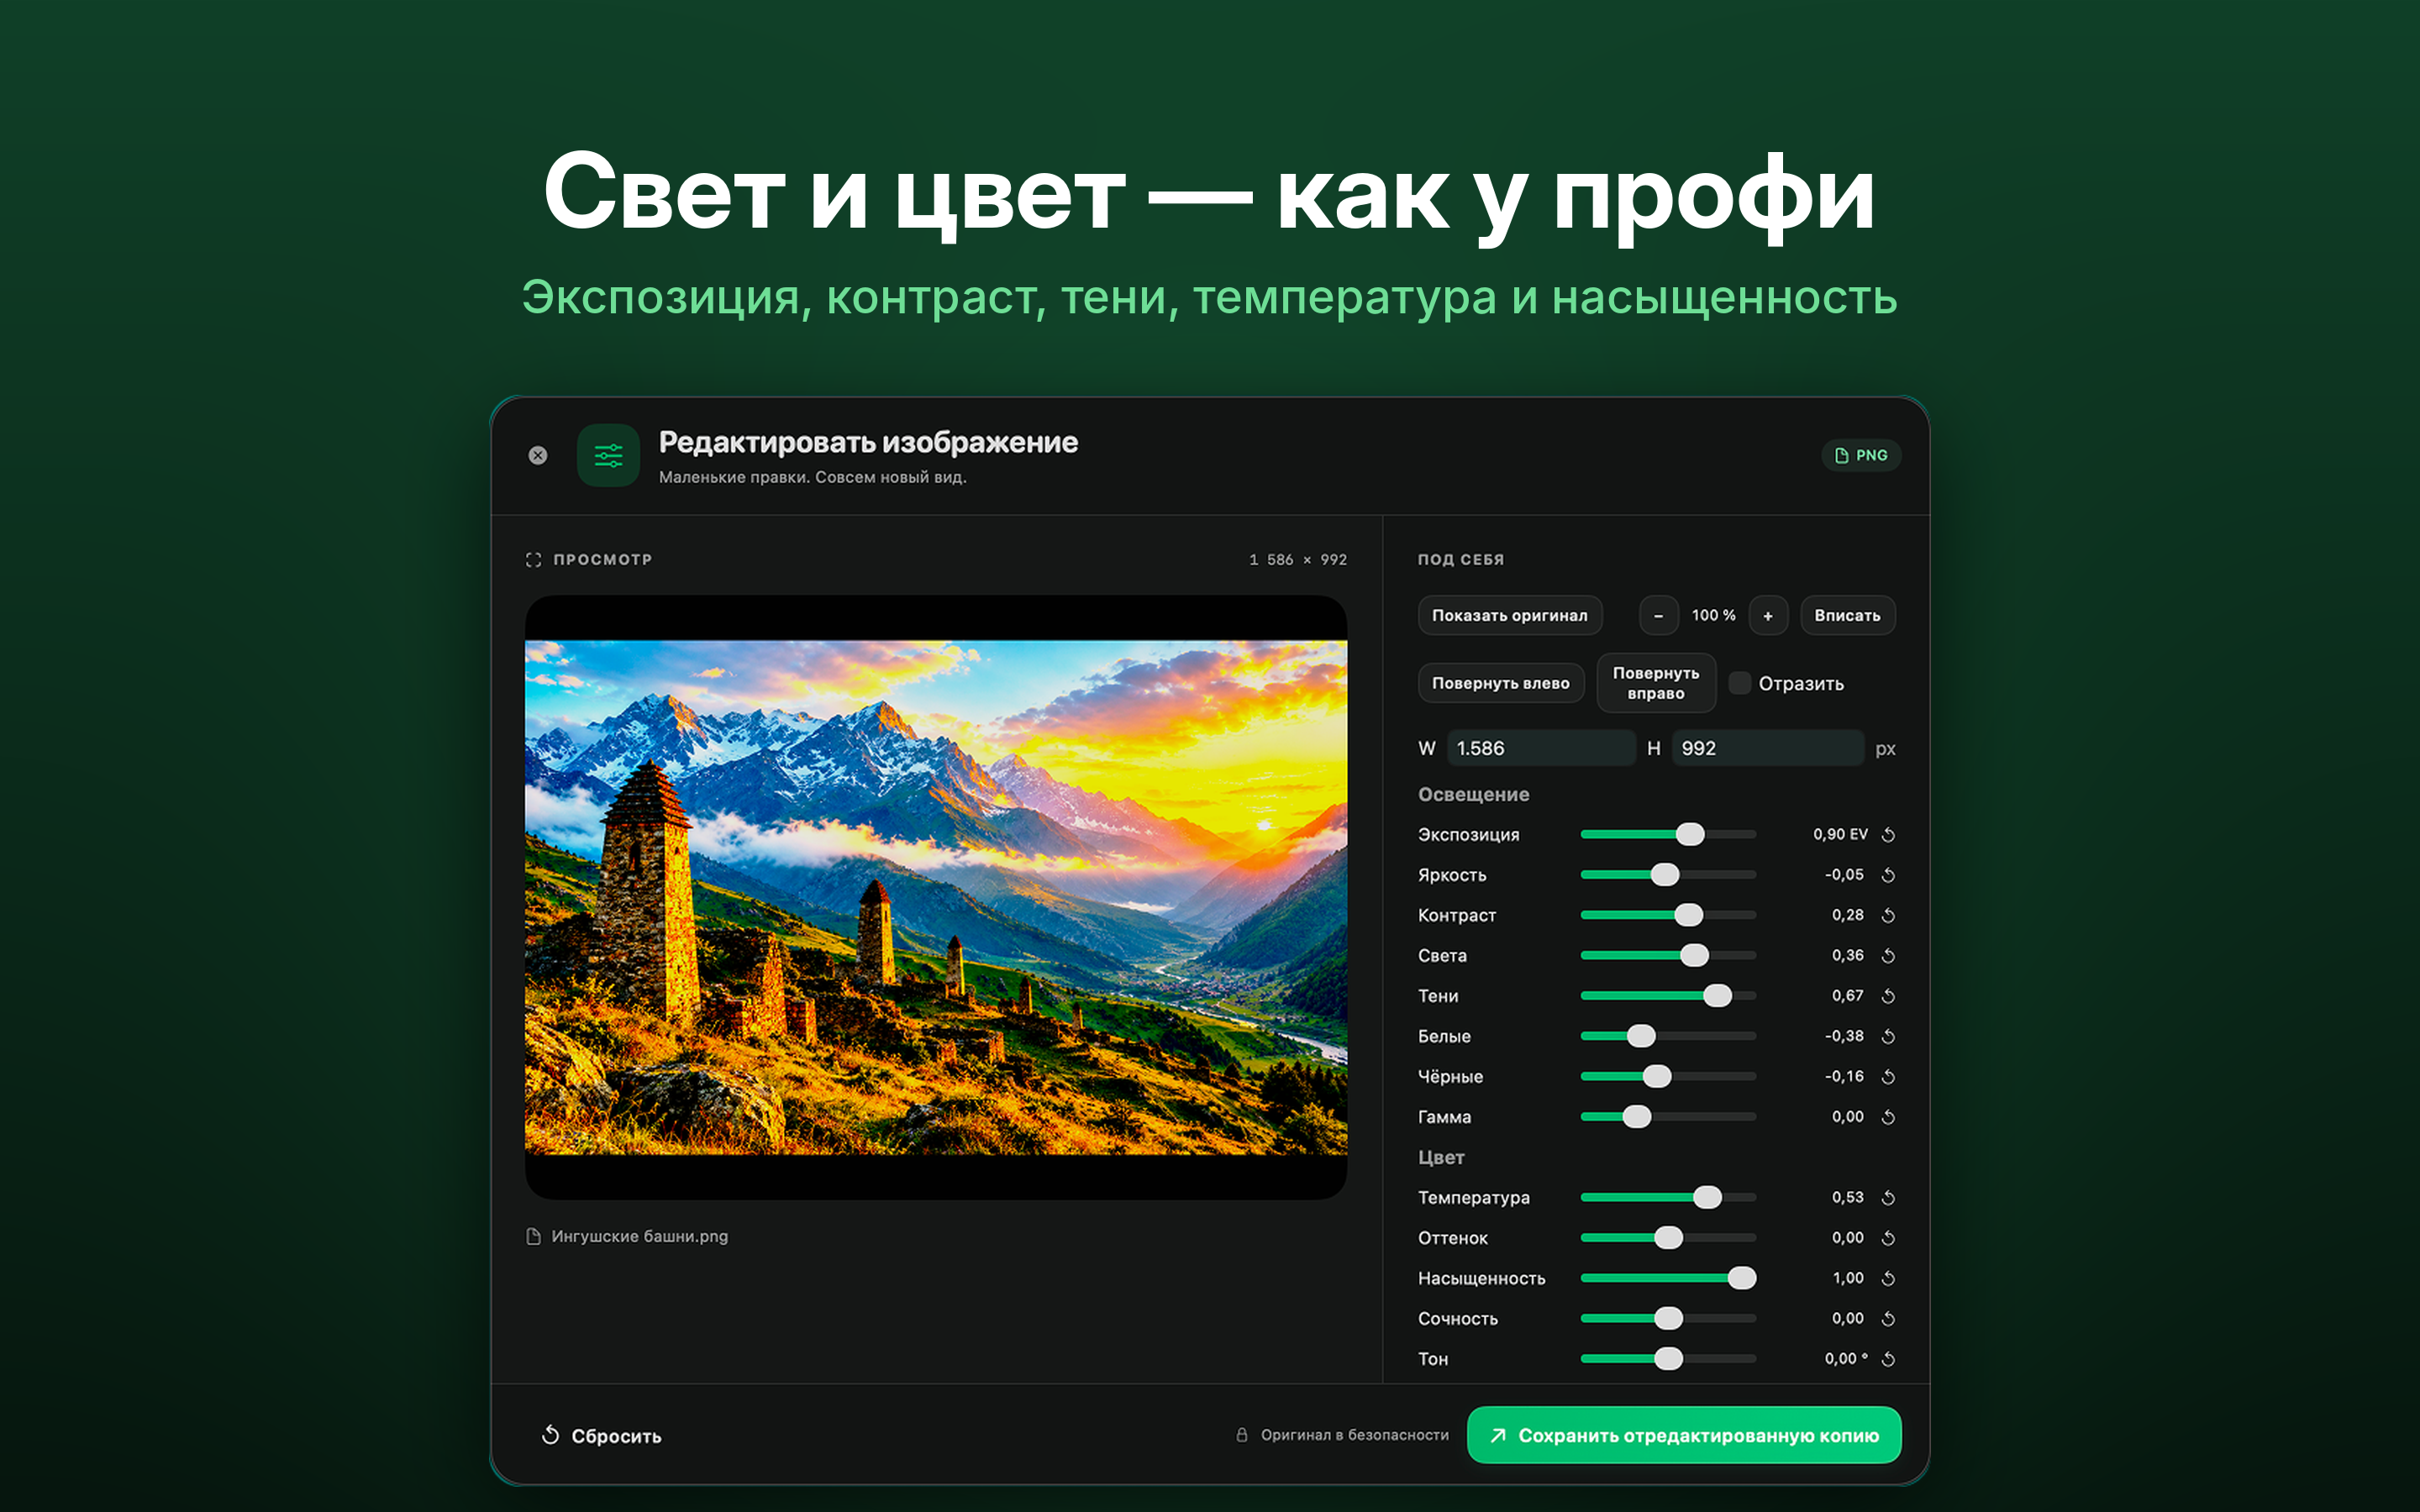 Свет и цвет — как у профи
Экспозиция, контраст, тени, температура и насыщенность
Редактировать изображение
Маленькие правки. Совсем новый вид.
PNG
ПРОСМОТР
1 586 × 992
Ингушские башни.png
ПОД СЕБЯ
Показать оригинал
−
100 %
+
Вписать
Повернуть влево
Повернуть
вправо
Отразить
W 1.586 H 992 px
Освещение
Экспозиция 0,90 EV
Яркость -0,05
Контраст 0,28
Света 0,36
Тени 0,67
Белые -0,38
Чёрные -0,16
Гамма 0,00
Цвет
Температура 0,53
Оттенок 0,00
Насыщенность 1,00
Сочность 0,00
Тон 0,00 °
Сбросить
Оригинал в безопасности
Сохранить отредактированную копию